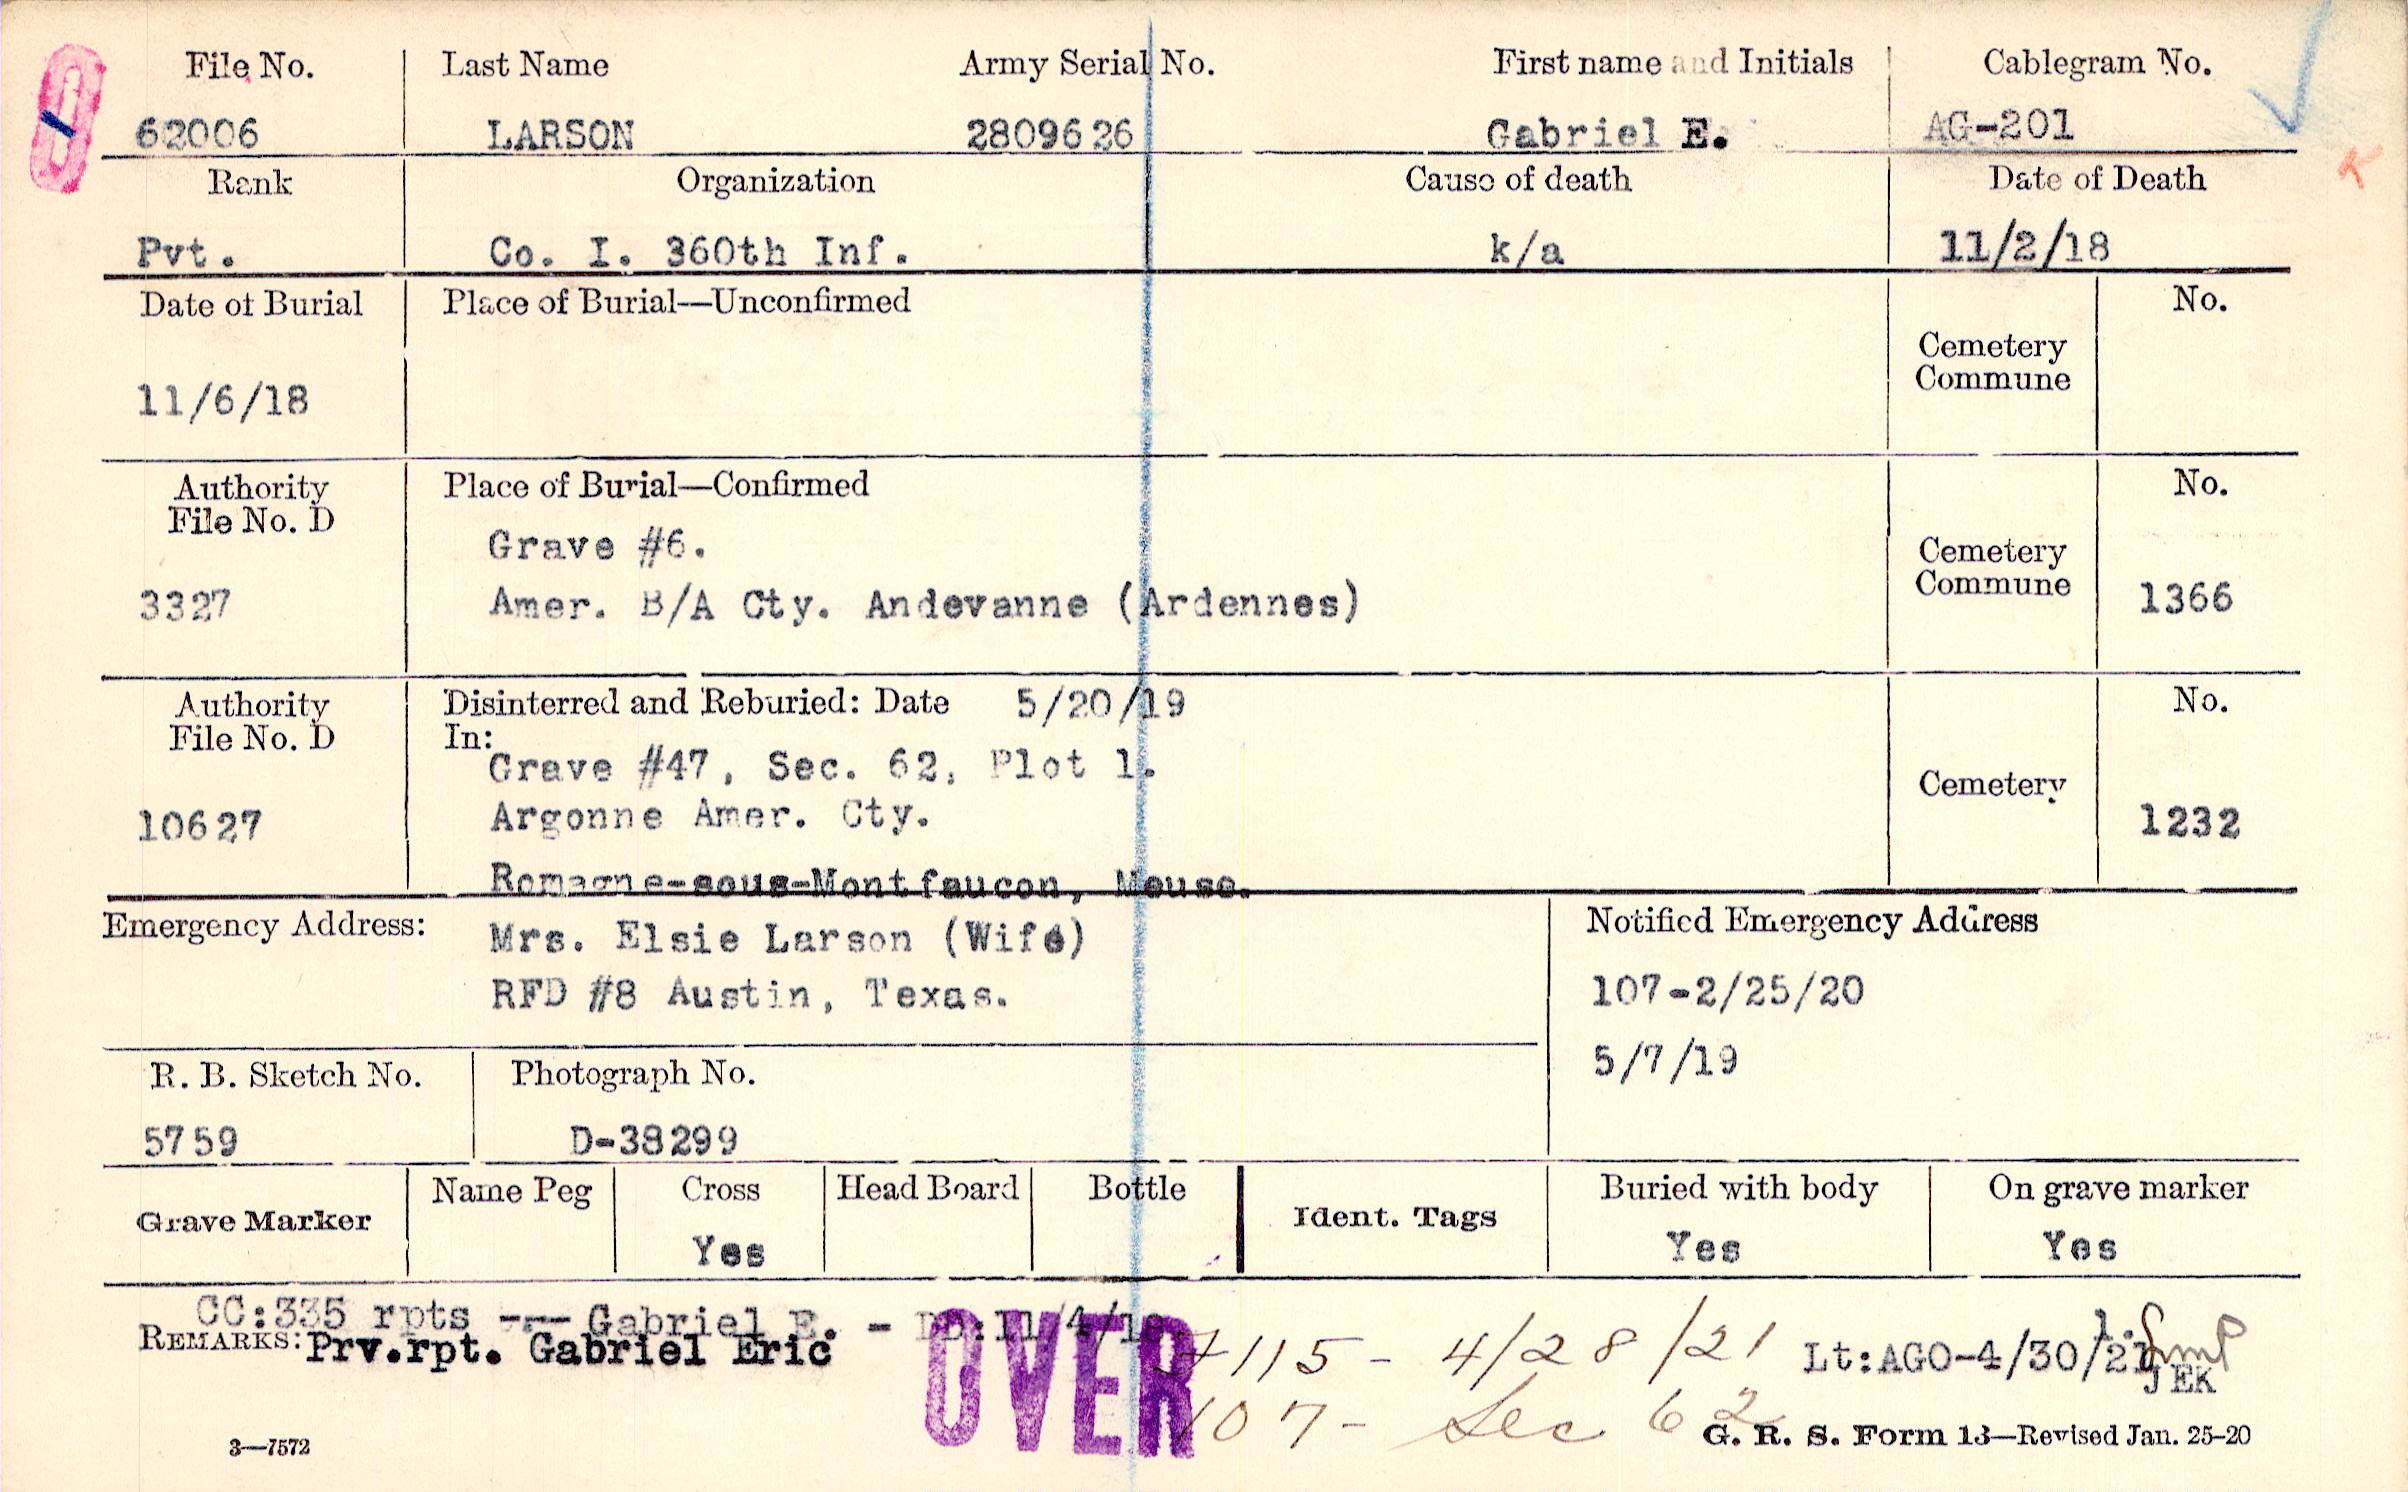 File No. Last Name Army Serial No. First name and Initials Cablegram No.
62006 LARSON 2809626 Gabriel E. AG-201
Rank Organization Cause of death Date of Death
Pvt. Co. I. 360th Inf. k/a 11/2/18
Date of Burial Place of Burial—Unconfirmed No.
Cemetery
Commune
11/6/18
Authority Place of Burial—Confirmed No.
File No. D
Grave #6.
Cemetery
Commune
3327 Amer. B/A Cty. Andevanne (Ardennes) 1366
Authority Disinterred and Reburied: Date 5/20/19 No.
File No. D In:
Grave #47, Sec. 62, Plot 1.
Cemetery
10627 Argonne Amer. Cty. 1232
Romagne-sous-Montfaucon, Meuse.
Emergency Address: Mrs. Elsie Larson (Wife) Notified Emergency Address
RFD #8 Austin, Texas. 107-2/25/20
5/7/19
R. B. Sketch No. Photograph No.
5759 D-38299
Grave Marker Name Peg Cross Head Board Bottle Ident. Tags Buried with body On grave marker
Yes Yes Yes
CC:335 rpts --- Gabriel E. -
REMARKS: Prv.rpt. Gabriel Eric OVER 7115 - 4/28/21 Lt:AGO-4/30/21
JEK
107- Sec 62
3—7572 G. R. S. Form 13—Revised Jan. 25-20